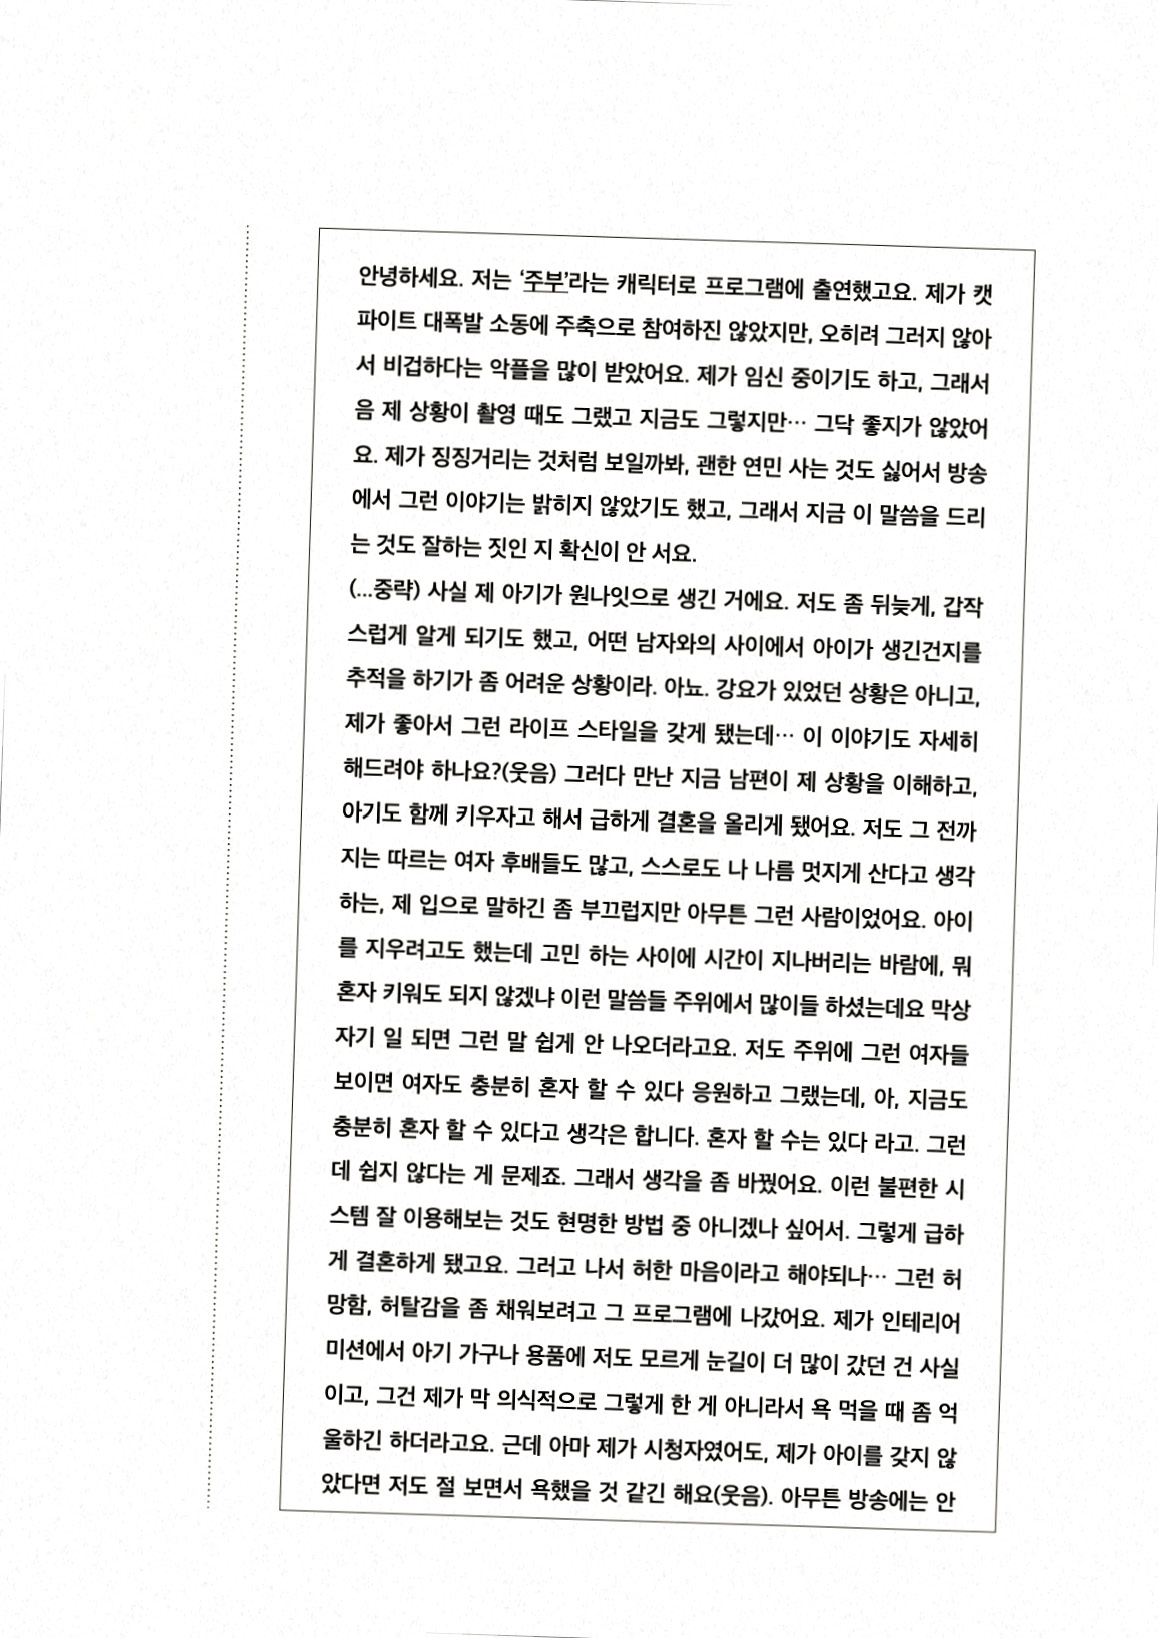 안녕하세요. 저는 ‘주부’라는 캐릭터로 프로그램에 출연했고요. 제가 캣
파이트 대폭발 소동에 주축으로 참여하진 않았지만, 오히려 그러지 않아
서 비겁하다는 악플을 많이 받았어요. 제가 임신 중이기도 하고, 그래서
음 제 상황이 촬영 때도 그랬고 지금도 그렇지만… 그닥 좋지가 않았어
요. 제가 징징거리는 것처럼 보일까봐, 괜한 연민 사는 것도 싫어서 방송
에서 그런 이야기는 밝히지 않았기도 했고, 그래서 지금 이 말씀을 드리
는 것도 잘하는 짓인 지 확신이 안 서요.
(...중략) 사실 제 아기가 원나잇으로 생긴 거에요. 저도 좀 뒤늦게, 갑작
스럽게 알게 되기도 했고, 어떤 남자와의 사이에서 아이가 생긴건지를
추적을 하기가 좀 어려운 상황이라. 아뇨. 강요가 있었던 상황은 아니고,
제가 좋아서 그런 라이프 스타일을 갖게 됐는데… 이 이야기도 자세히
해드려야 하나요?(웃음) 그러다 만난 지금 남편이 제 상황을 이해하고,
아기도 함께 키우자고 해서 급하게 결혼을 올리게 됐어요. 저도 그 전까
지는 따르는 여자 후배들도 많고, 스스로도 나 나름 멋지게 산다고 생각
하는, 제 입으로 말하긴 좀 부끄럽지만 아무튼 그런 사람이었어요. 아이
를 지우려고도 했는데 고민 하는 사이에 시간이 지나버리는 바람에, 뭐
혼자 키워도 되지 않겠냐 이런 말씀들 주위에서 많이들 하셨는데요 막상
자기 일 되면 그런 말 쉽게 안 나오더라고요. 저도 주위에 그런 여자들
보이면 여자도 충분히 혼자 할 수 있다 응원하고 그랬는데, 아, 지금도
충분히 혼자 할 수 있다고 생각은 합니다. 혼자 할 수는 있다 라고. 그런
데 쉽지 않다는 게 문제죠. 그래서 생각을 좀 바꿨어요. 이런 불편한 시
스템 잘 이용해보는 것도 현명한 방법 중 아니겠나 싶어서. 그렇게 급하
게 결혼하게 됐고요. 그러고 나서 허한 마음이라고 해야되나… 그런 허
망함, 허탈감을 좀 채워보려고 그 프로그램에 나갔어요. 제가 인테리어
미션에서 아기 가구나 용품에 저도 모르게 눈길이 더 많이 갔던 건 사실
이고, 그건 제가 막 의식적으로 그렇게 한 게 아니라서 욕 먹을 때 좀 억
울하긴 하더라고요. 근데 아마 제가 시청자였어도, 제가 아이를 갖지 않
았다면 저도 절 보면서 욕했을 것 같긴 해요(웃음). 아무튼 방송에는 안